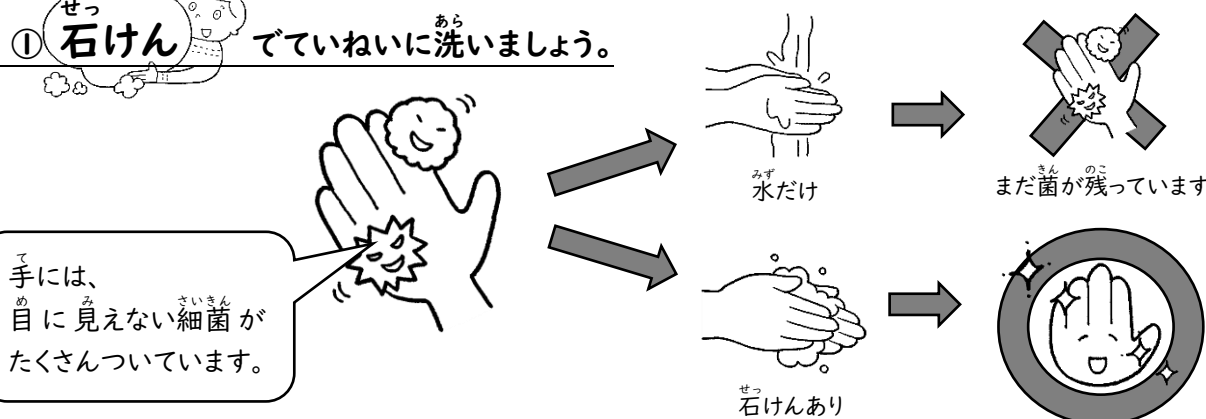 ①石けんでていねいに洗いましょう。
手には、
目に見えない細菌が
たくさんついています。
水だけ
まだ菌が残っています
石けんあり